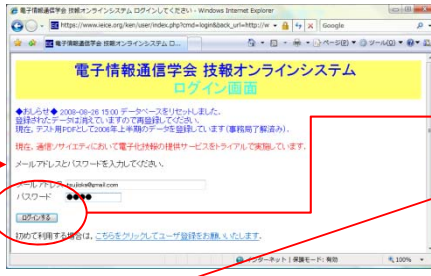 電子情報通信学会 技報オンラインシステム ログインしてください - Windows Internet Explorer
https://www.ieice.org/ken/user/index.php?cmd=login&back_url=http://w
Google
電子情報通信学会 技報オンラインシステム ロ...
ページ(P) ツール(O)
電子情報通信学会 技報オンラインシステム
ログイン画面
◆お知らせ◆ 2008-08-26 15:00 データベースをリセットしました。
登録されたデータは消えていますので再登録してください。
現在、テスト用PDFとして2006年上半期のデータを登録しています(事務局了解済み)。
現在、通信ソサイエティにおいて電子化技報の提供サービスをトライアルで実施しています。
メールアドレスとパスワードを入力してください。
メールアドレス
パスワード ●●●●
ログインする
初めて利用する場合は、こちらをクリックしてユーザ登録をお願いいたします。
インターネット | 保護モード: 有効 100%